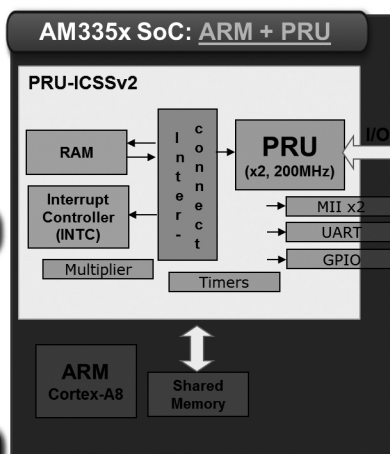 AM335x SoC: ARM + PRU
PRU-ICSSv2
RAM
Interrupt
Controller
(INTC)
Inter-
connect
PRU
(x2, 200MHz)
I/O
MII x2
UART
GPIO
Multiplier
Timers
ARM
Cortex-A8
Shared
Memory